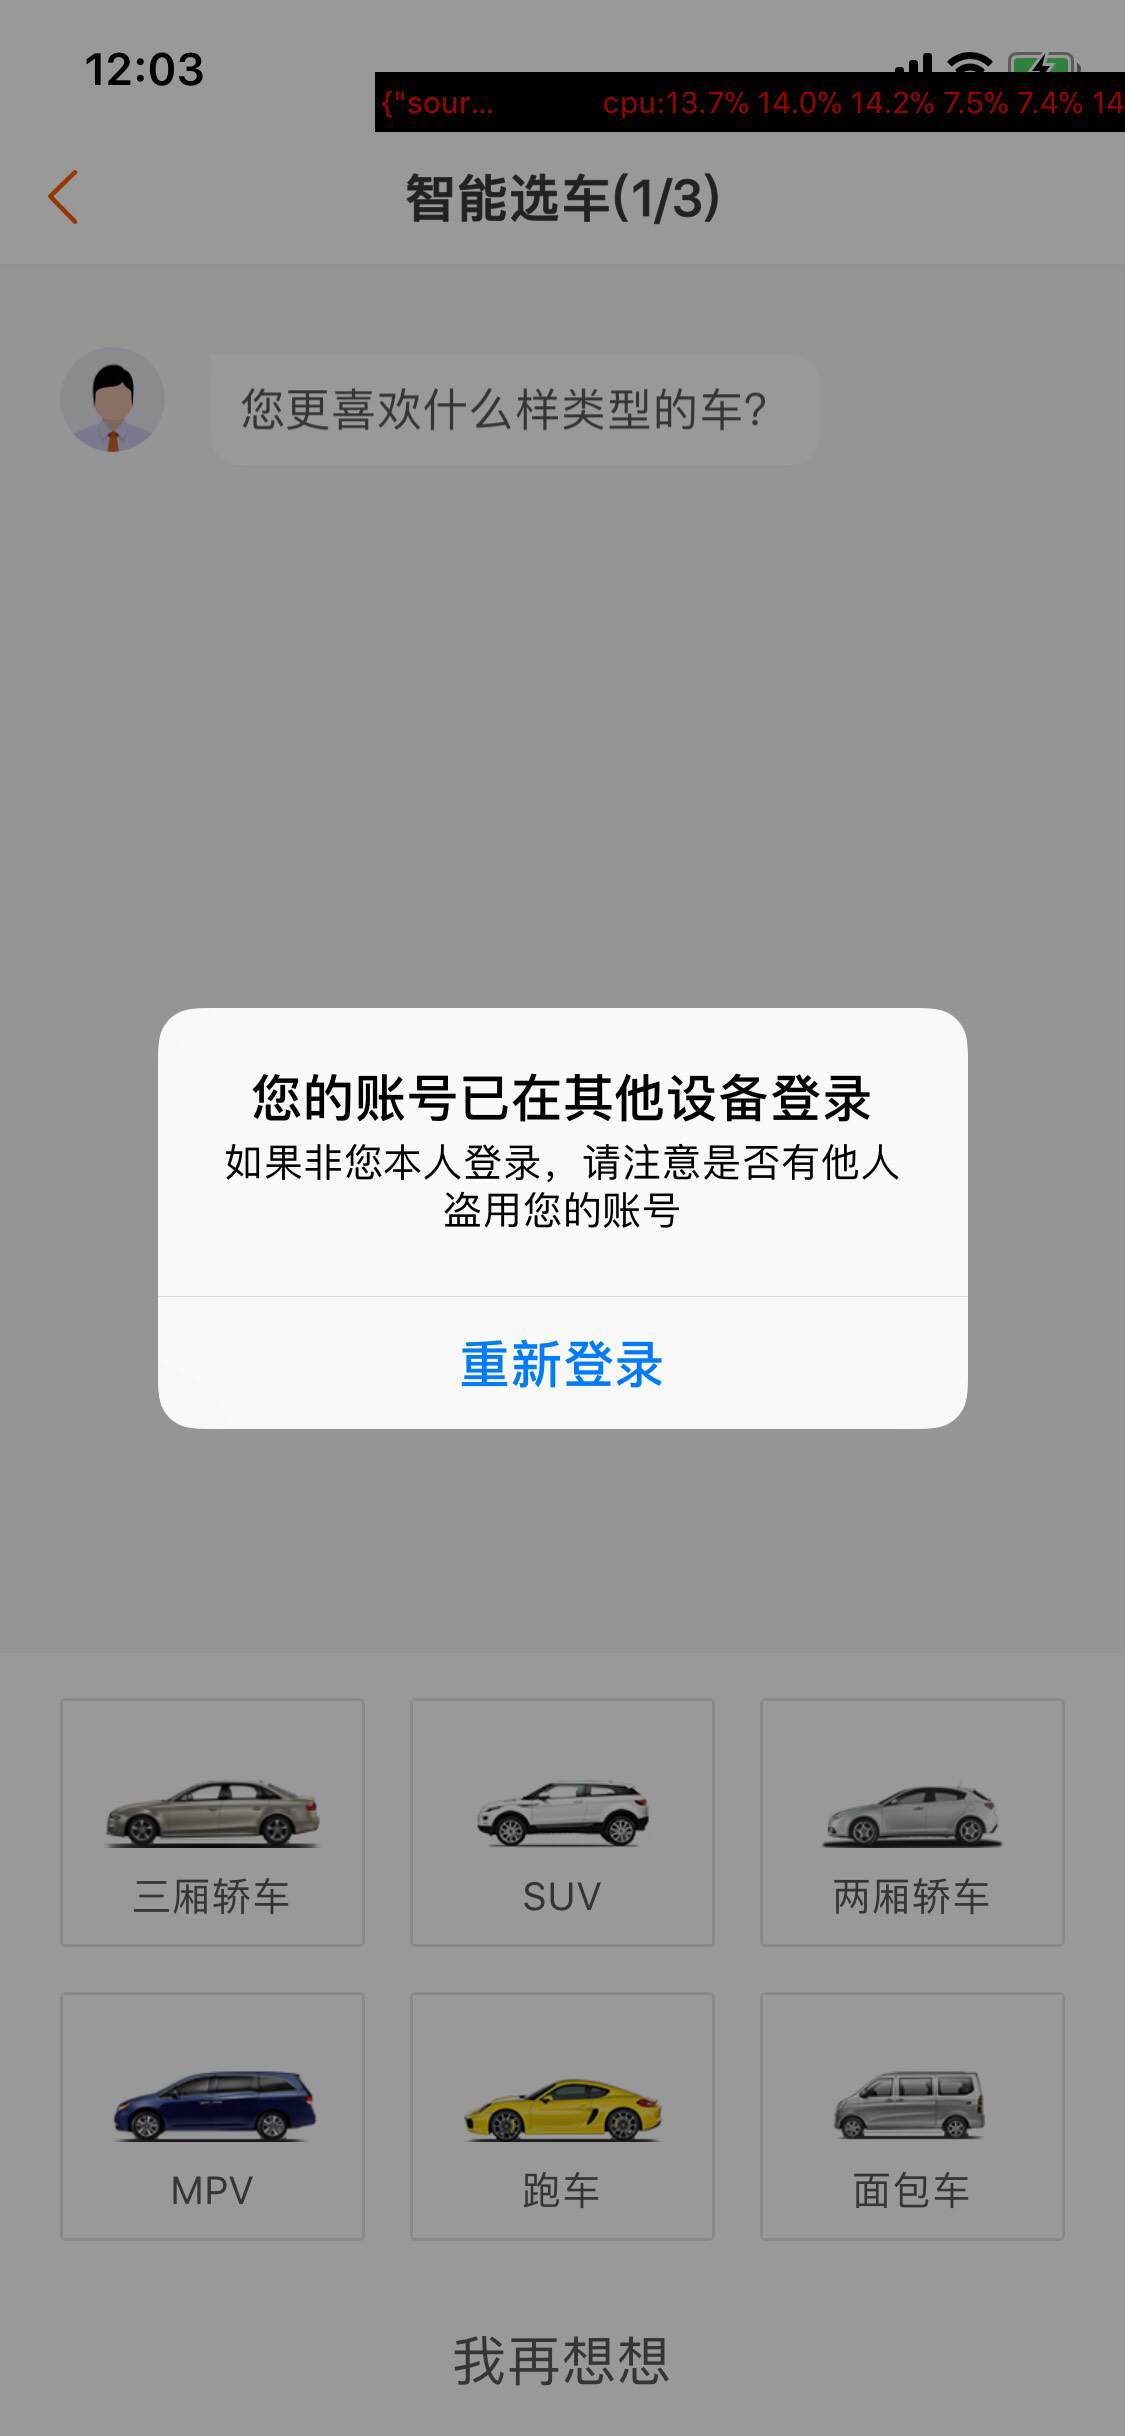 12:03
{"sour... cpu:13.7% 14.0% 14.2% 7.5% 7.4% 14
智能选车(1/3)
您更喜欢什么样类型的车?
您的账号已在其他设备登录
如果非您本人登录，请注意是否有他人
盗用您的账号
重新登录
三厢轿车 SUV 两厢轿车
MPV 跑车 面包车
我再想想